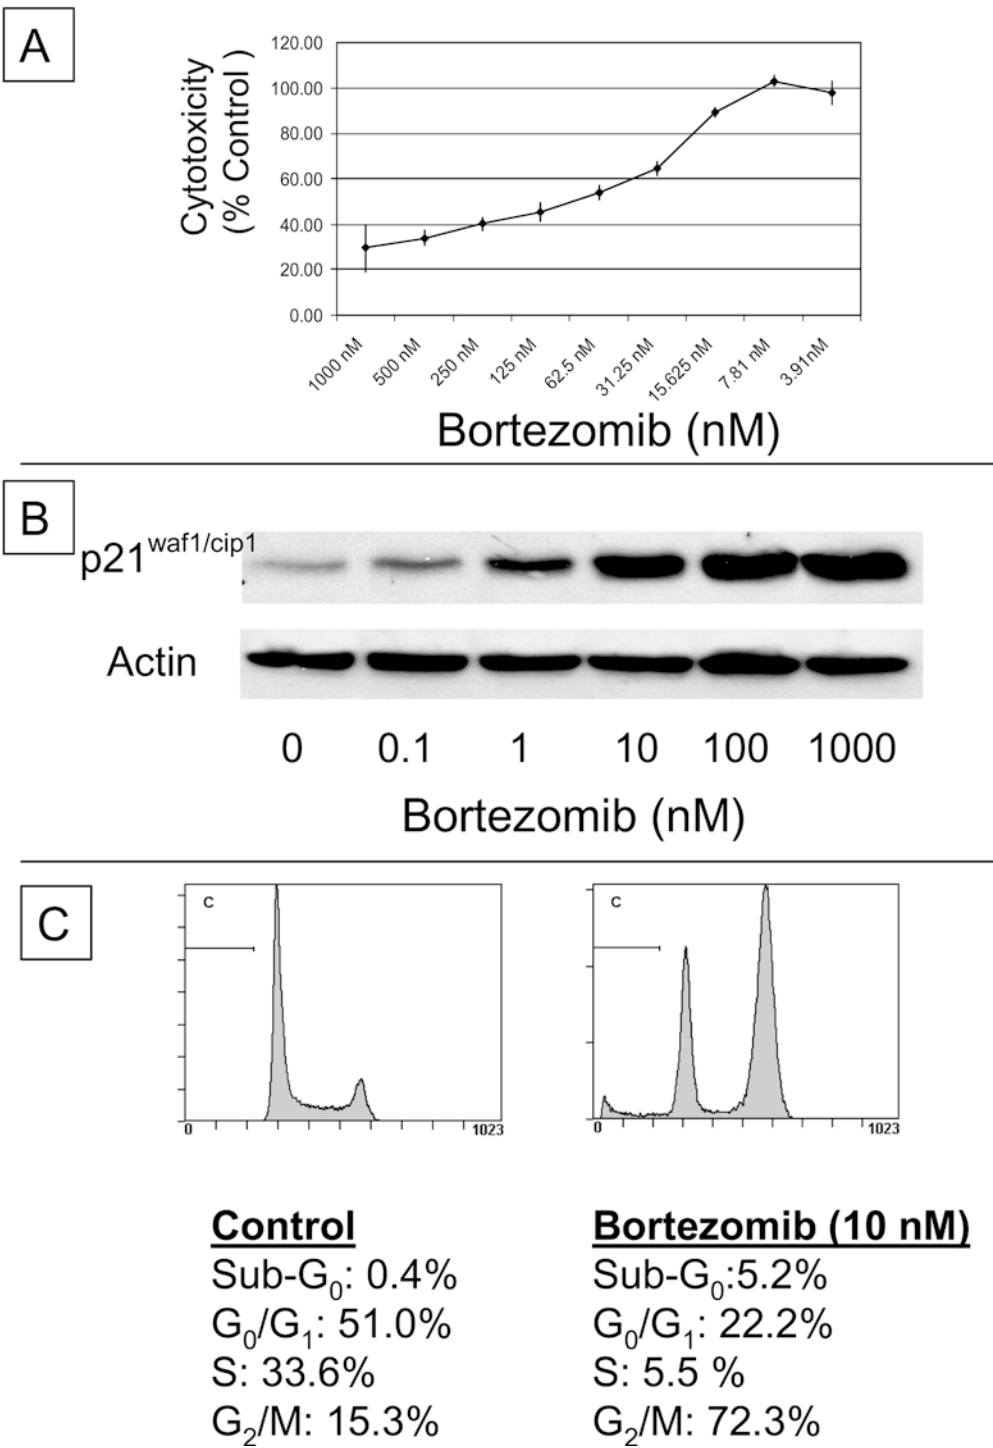 A
Cytotoxicity
(% Control )
120.00
100.00
80.00
60.00
40.00
20.00
0.00
1000 nM
500 nM
250 nM
125 nM
62.5 nM
31.25 nM
15.625 nM
7.81 nM
3.91nM
Bortezomib (nM)
B
p21waf1/cip1
Actin
0 0.1 1 10 100 1000
Bortezomib (nM)
C
C
0 1023
C
0 1023
Control
Sub-G0: 0.4%
G0/G1: 51.0%
S: 33.6%
G2/M: 15.3%
Bortezomib (10 nM)
Sub-G0:5.2%
G0/G1: 22.2%
S: 5.5 %
G2/M: 72.3%